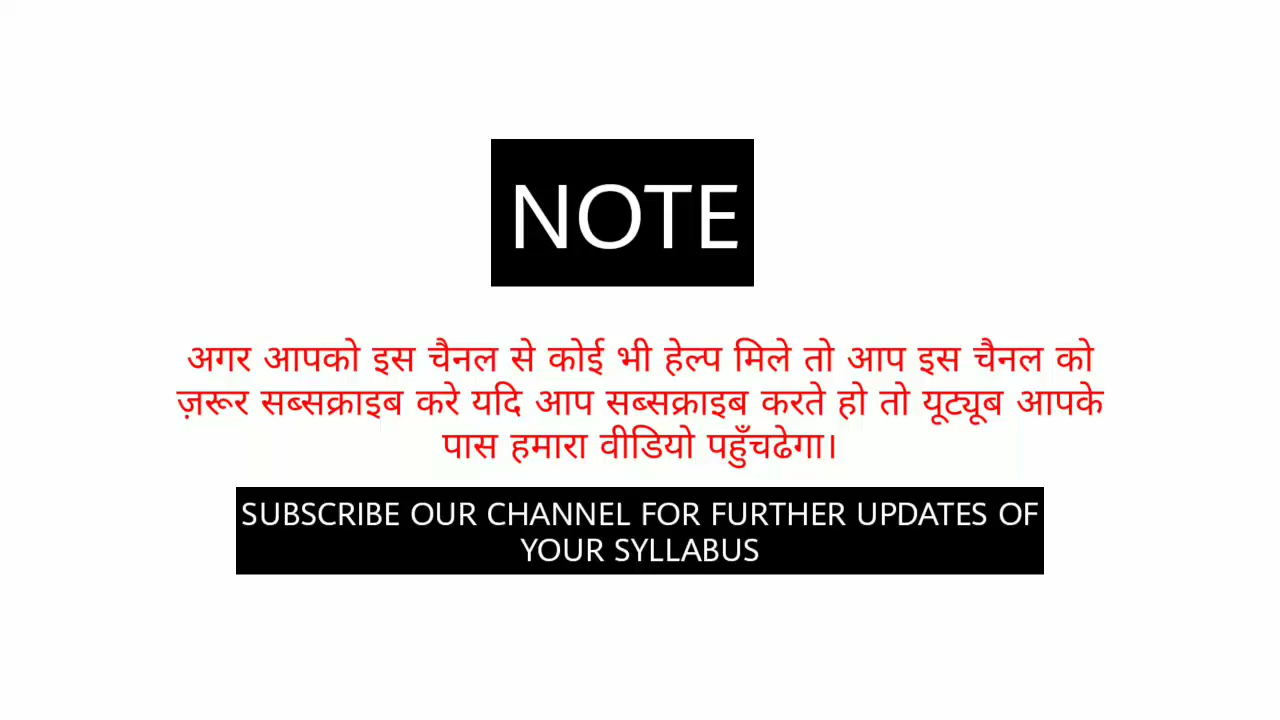 NOTE
अगर आपको इस चैनल से कोई भी हेल्प मिले तो आप इस चैनल को
ज़रूर सब्सक्राइब करे यदि आप सब्सक्राइब करते हो तो यूट्यूब आपके
पास हमारा वीडियो पहुँचढेगा।
SUBSCRIBE OUR CHANNEL FOR FURTHER UPDATES OF
YOUR SYLLABUS